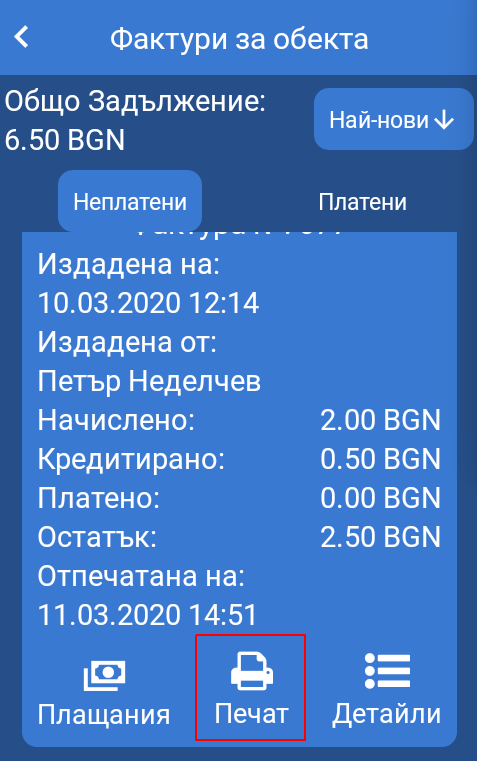 Фактури за обекта
Общо Задължение:
6.50 BGN
Най-нови
Неплатени
Платени
Издадена на:
10.03.2020 12:14
Издадена от:
Петър Неделчев
Начислено: 2.00 BGN
Кредитирано: 0.50 BGN
Платено: 0.00 BGN
Остатък: 2.50 BGN
Отпечатана на:
11.03.2020 14:51
Плащания
Печат
Детайли